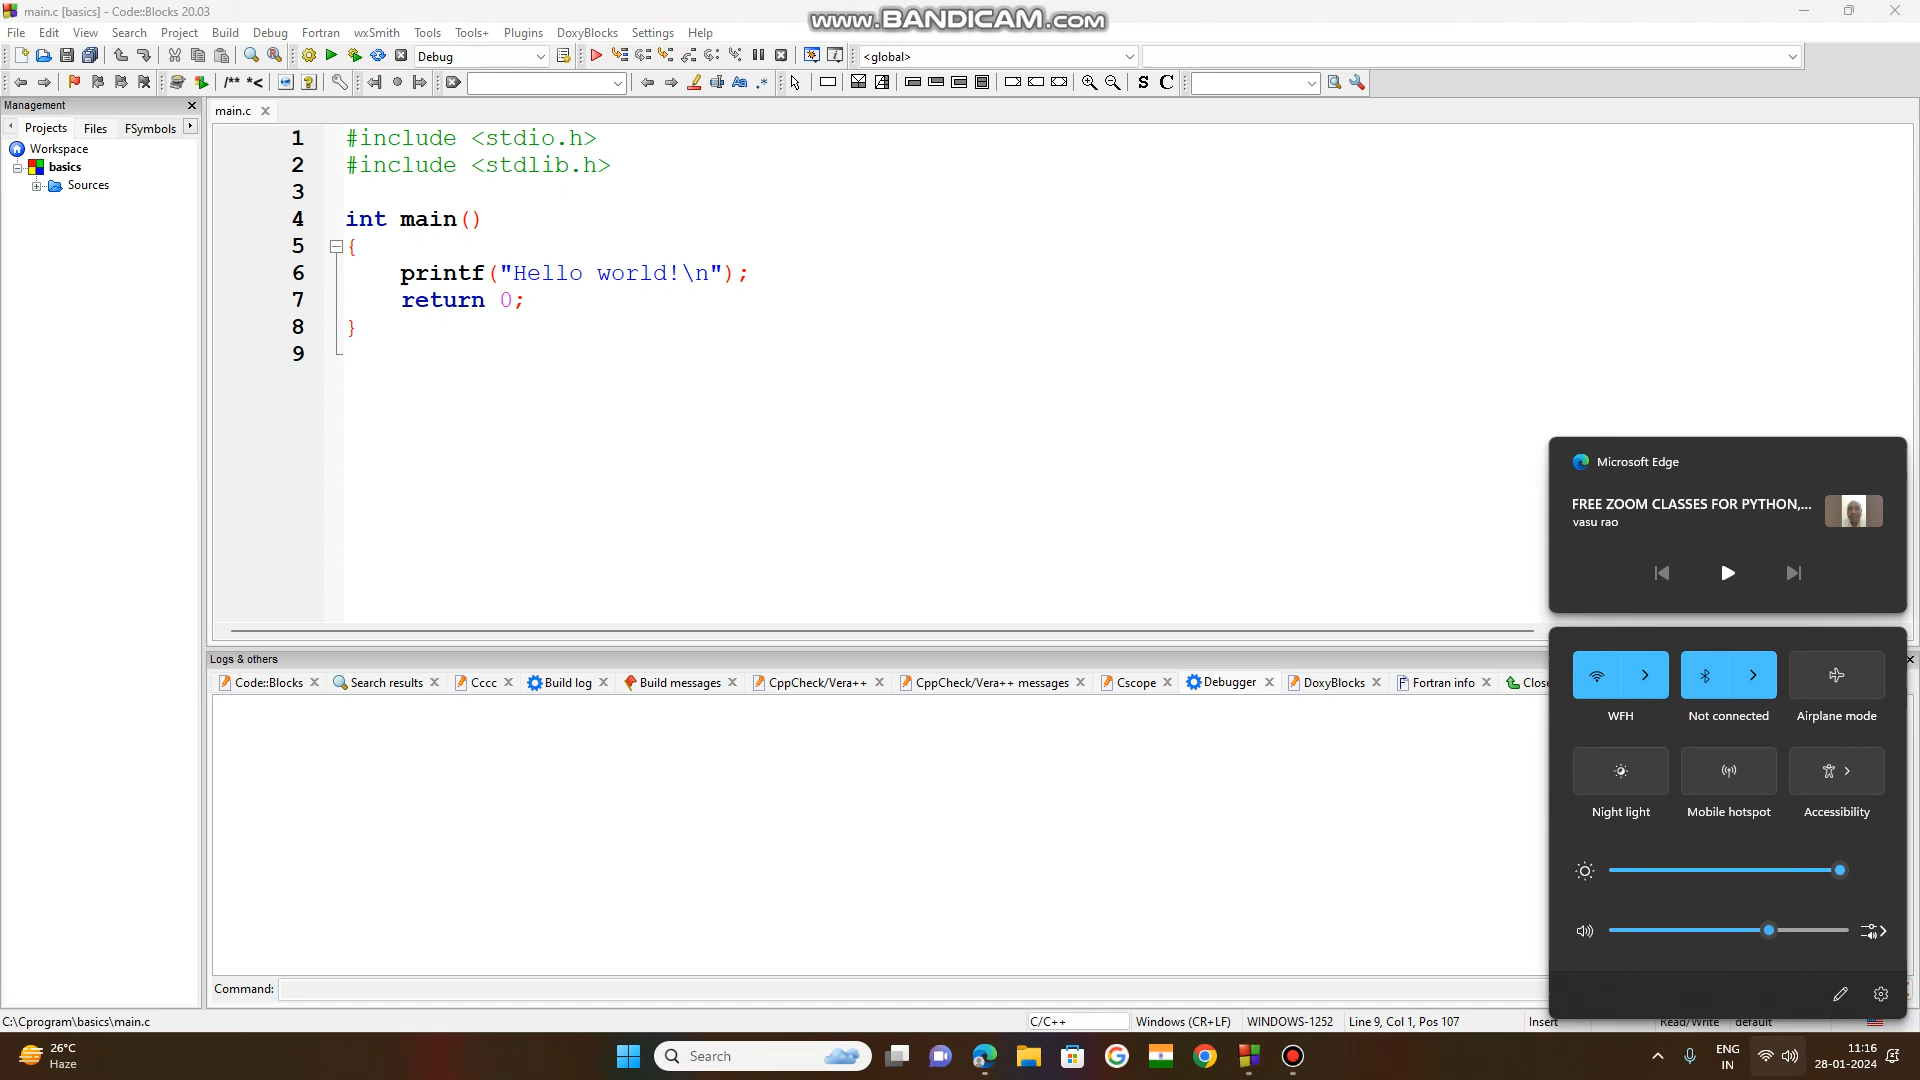 main.c [basics] - Code::Blocks 20.03
www.BANDICAM.com
File Edit View Search Project Build Debug Fortran wxSmith Tools Tools+ Plugins DoxyBlocks Settings Help
Debug
<global>
/** *<
Aa .*
S C
Management
Projects Files FSymbols
main.c
Workspace
basics
Sources
1 #include <stdio.h>
2 #include <stdlib.h>
3
4 int main()
5 {
6 printf("Hello world!\n");
7 return 0;
8 }
9
Microsoft Edge
FREE ZOOM CLASSES FOR PYTHON,...
vasu rao
Logs & others
Code::Blocks Search results Cccc Build log Build messages CppCheck/Vera++ CppCheck/Vera++ messages Cscope Debugger DoxyBlocks Fortran info Close
WFH Not connected Airplane mode
Night light Mobile hotspot Accessibility
Command:
C:\Cprogram\basics\main.c C/C++ Windows (CR+LF) WINDOWS-1252 Line 9, Col 1, Pos 107 Insert Read/Write default
26°C
Haze
Search
ENG
IN
11:16
28-01-2024